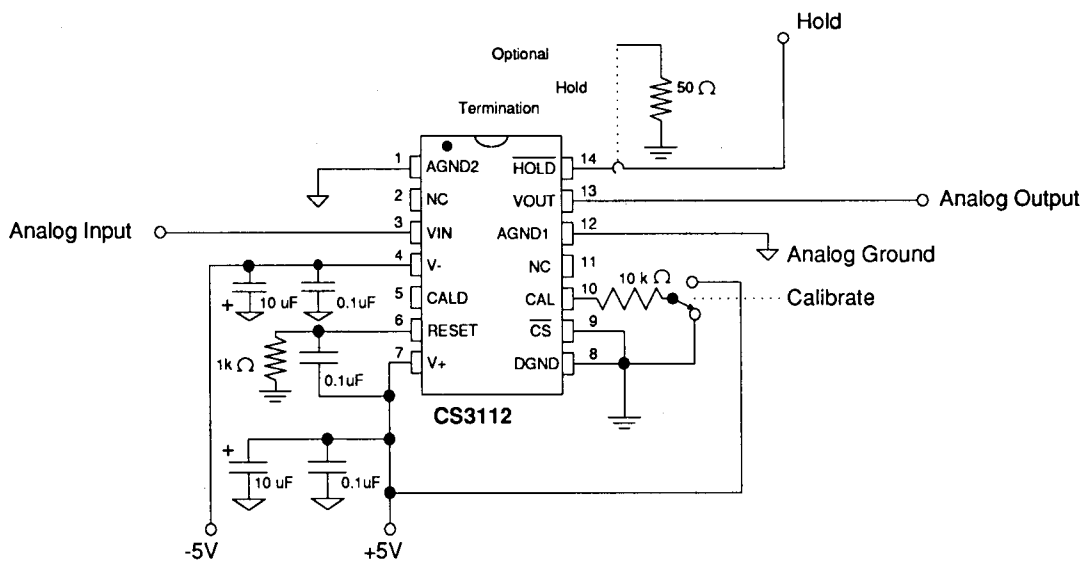 Hold
Optional
Hold
Termination
50 Ω
1
AGND2
HOLD
14
2
NC
VOUT
13
Analog Output
Analog Input
3
VIN
AGND1
12
Analog Ground
4
V-
NC
11
10 kΩ
+
10 uF
0.1uF
5
CALD
CAL
10
Calibrate
6
RESET
CS
9
1k Ω
0.1uF
7
V+
DGND
8
CS3112
+
10 uF
0.1uF
-5V
+5V